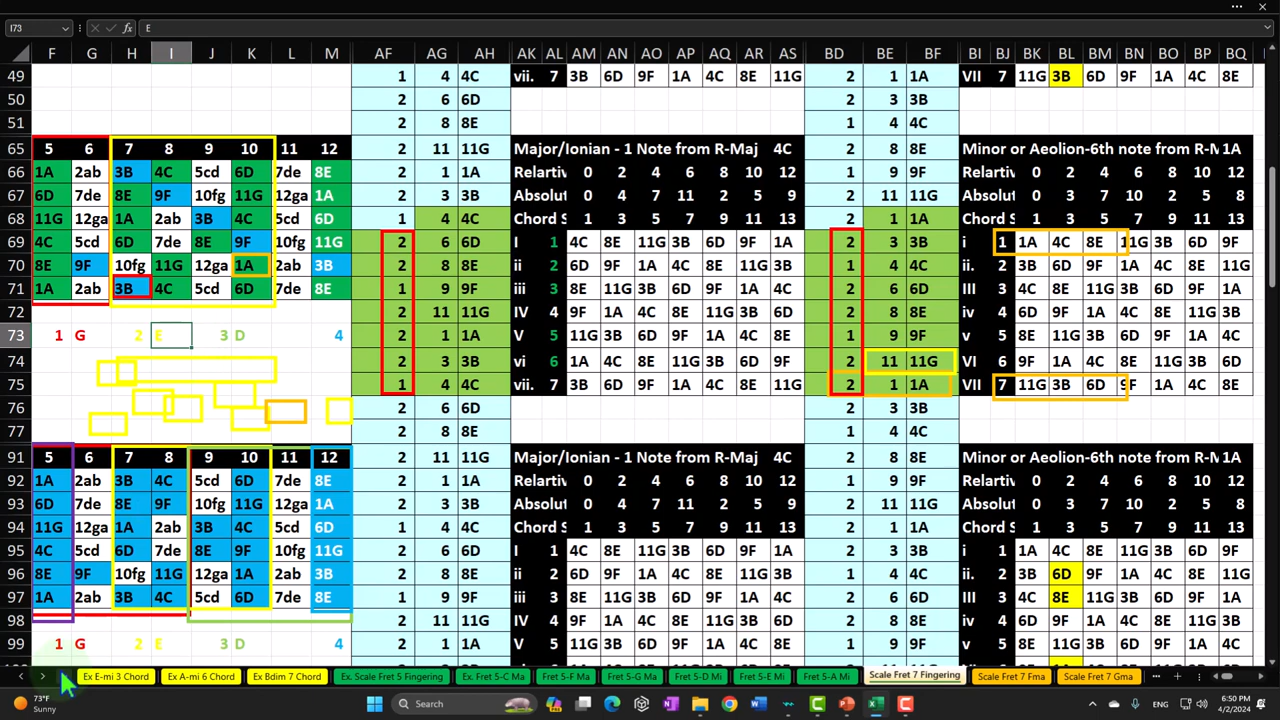 I73 E
F G H I J K L M AF AG AH AK AL AM AN AO AP AQ AR AS BD BE BF BI BJ BK BL BM BN BO BP BQ
49 1 4 4C vii. 7 3B 6D 9F 1A 4C 8E 11G 2 1 1A VII 7 11G 3B 6D 9F 1A 4C 8E
50 2 6 6D 2 3 3B
51 2 8 8E 1 4 4C
65 5 6 7 8 9 10 11 12 2 11 11G Major/Ionian - 1 Note from R-Maj 4C 2 8 8E Minor or Aeolion-6th note from R-M 1A
66 1A 2ab 3B 4C 5cd 6D 7de 8E 2 1 1A Relartiv 0 2 4 6 8 10 12 1 9 9F Relartiv 0 2 4 6 8 10 12
67 6D 7de 8E 9F 10fg 11G 12ga 1A 2 3 3B Absolut 0 4 7 11 2 5 9 2 11 11G Absolut 0 3 7 10 2 5 8
68 11G 12ga 1A 2ab 3B 4C 5cd 6D 1 4 4C Chord S 1 3 5 7 9 11 13 2 1 1A Chord S 1 3 5 7 9 11 13
69 4C 5cd 6D 7de 8E 9F 10fg 11G 2 6 6D I 1 4C 8E 11G 3B 6D 9F 1A 2 3 3B i 1 1A 4C 8E 11G 3B 6D 9F
70 8E 9F 10fg 11G 12ga 1A 2ab 3B 2 8 8E ii 2 6D 9F 1A 4C 8E 11G 3B 1 4 4C ii. 2 3B 6D 9F 1A 4C 8E 11G
71 1A 2ab 3B 4C 5cd 6D 7de 8E 1 9 9F iii 3 8E 11G 3B 6D 9F 1A 4C 2 6 6D III 3 4C 8E 11G 3B 6D 9F 1A
72 2 11 11G IV 4 9F 1A 4C 8E 11G 3B 6D 2 8 8E iv 4 6D 9F 1A 4C 8E 11G 3B
73 1 G 2 E 3 D 4 2 1 1A V 5 11G 3B 6D 9F 1A 4C 8E 1 9 9F v 5 8E 11G 3B 6D 9F 1A 4C
74 2 3 3B vi 6 1A 4C 8E 11G 3B 6D 9F 2 11 11G VI 6 9F 1A 4C 8E 11G 3B 6D
75 1 4 4C vii. 7 3B 6D 9F 1A 4C 8E 11G 2 1 1A VII 7 11G 3B 6D 9F 1A 4C 8E
76 2 6 6D 2 3 3B
77 2 8 8E 1 4 4C
91 5 6 7 8 9 10 11 12 2 11 11G Major/Ionian - 1 Note from R-Maj 4C 2 8 8E Minor or Aeolion-6th note from R-M 1A
92 1A 2ab 3B 4C 5cd 6D 7de 8E 2 1 1A Relartiv 0 2 4 6 8 10 12 1 9 9F Relartiv 0 2 4 6 8 10 12
93 6D 7de 8E 9F 10fg 11G 12ga 1A 2 3 3B Absolut 0 4 7 11 2 5 9 2 11 11G Absolut 0 3 7 10 2 5 8
94 11G 12ga 1A 2ab 3B 4C 5cd 6D 1 4 4C Chord S 1 3 5 7 9 11 13 2 1 1A Chord S 1 3 5 7 9 11 13
95 4C 5cd 6D 7de 8E 9F 10fg 11G 2 6 6D I 1 4C 8E 11G 3B 6D 9F 1A 2 3 3B i 1 1A 4C 8E 11G 3B 6D 9F
96 8E 9F 10fg 11G 12ga 1A 2ab 3B 2 8 8E ii 2 6D 9F 1A 4C 8E 11G 3B 1 4 4C ii. 2 3B 6D 9F 1A 4C 8E 11G
97 1A 2ab 3B 4C 5cd 6D 7de 8E 1 9 9F iii 3 8E 11G 3B 6D 9F 1A 4C 2 6 6D III 3 4C 8E 11G 3B 6D 9F 1A
98 2 11 11G IV 4 9F 1A 4C 8E 11G 3B 6D 2 8 8E iv 4 6D 9F 1A 4C 8E 11G 3B
99 1 G 2 E 3 D 4 2 1 1A V 5 11G 3B 6D 9F 1A 4C 8E 1 9 9F v 5 8E 11G 3B 6D 9F 1A 4C
Ex E-mi 3 Chord Ex A-mi 6 Chord Ex Bdim 7 Chord Ex. Scale Fret 5 Fingering Ex. Fret 5-C Ma Fret 5-F Ma Fret 5-G Ma Fret 5-D Mi Fret 5-E Mi Fret 5-A Mi Scale Fret 7 Fingering Scale Fret 7 Fma Scale Fret 7 Gma
73°F
Sunny
Search
6:50 PM
4/2/2024